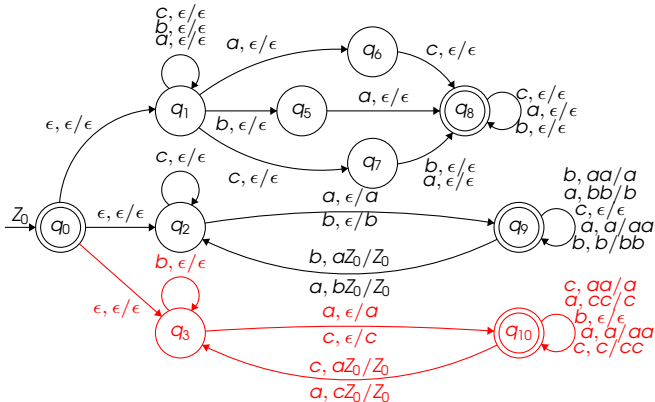 c, ϵ/ϵ
b, ϵ/ϵ
a, ϵ/ϵ
q6
a, ϵ/ϵ
c, ϵ/ϵ
q1
b, ϵ/ϵ
q5
a, ϵ/ϵ
q8
c, ϵ/ϵ
a, ϵ/ϵ
b, ϵ/ϵ
ϵ, ϵ/ϵ
c, ϵ/ϵ
q7
b, ϵ/ϵ
a, ϵ/ϵ
c, ϵ/ϵ
Z0
q0
ϵ, ϵ/ϵ
q2
a, ϵ/a
b, ϵ/b
q9
b, aa/a
a, bb/b
c, ϵ/ϵ
a, a/aa
b, b/bb
b, aZ0/Z0
a, bZ0/Z0
b, ϵ/ϵ
ϵ, ϵ/ϵ
q3
a, ϵ/a
c, ϵ/c
q10
c, aa/a
a, cc/c
b, ϵ/ϵ
a, a/aa
c, c/cc
c, aZ0/Z0
a, cZ0/Z0